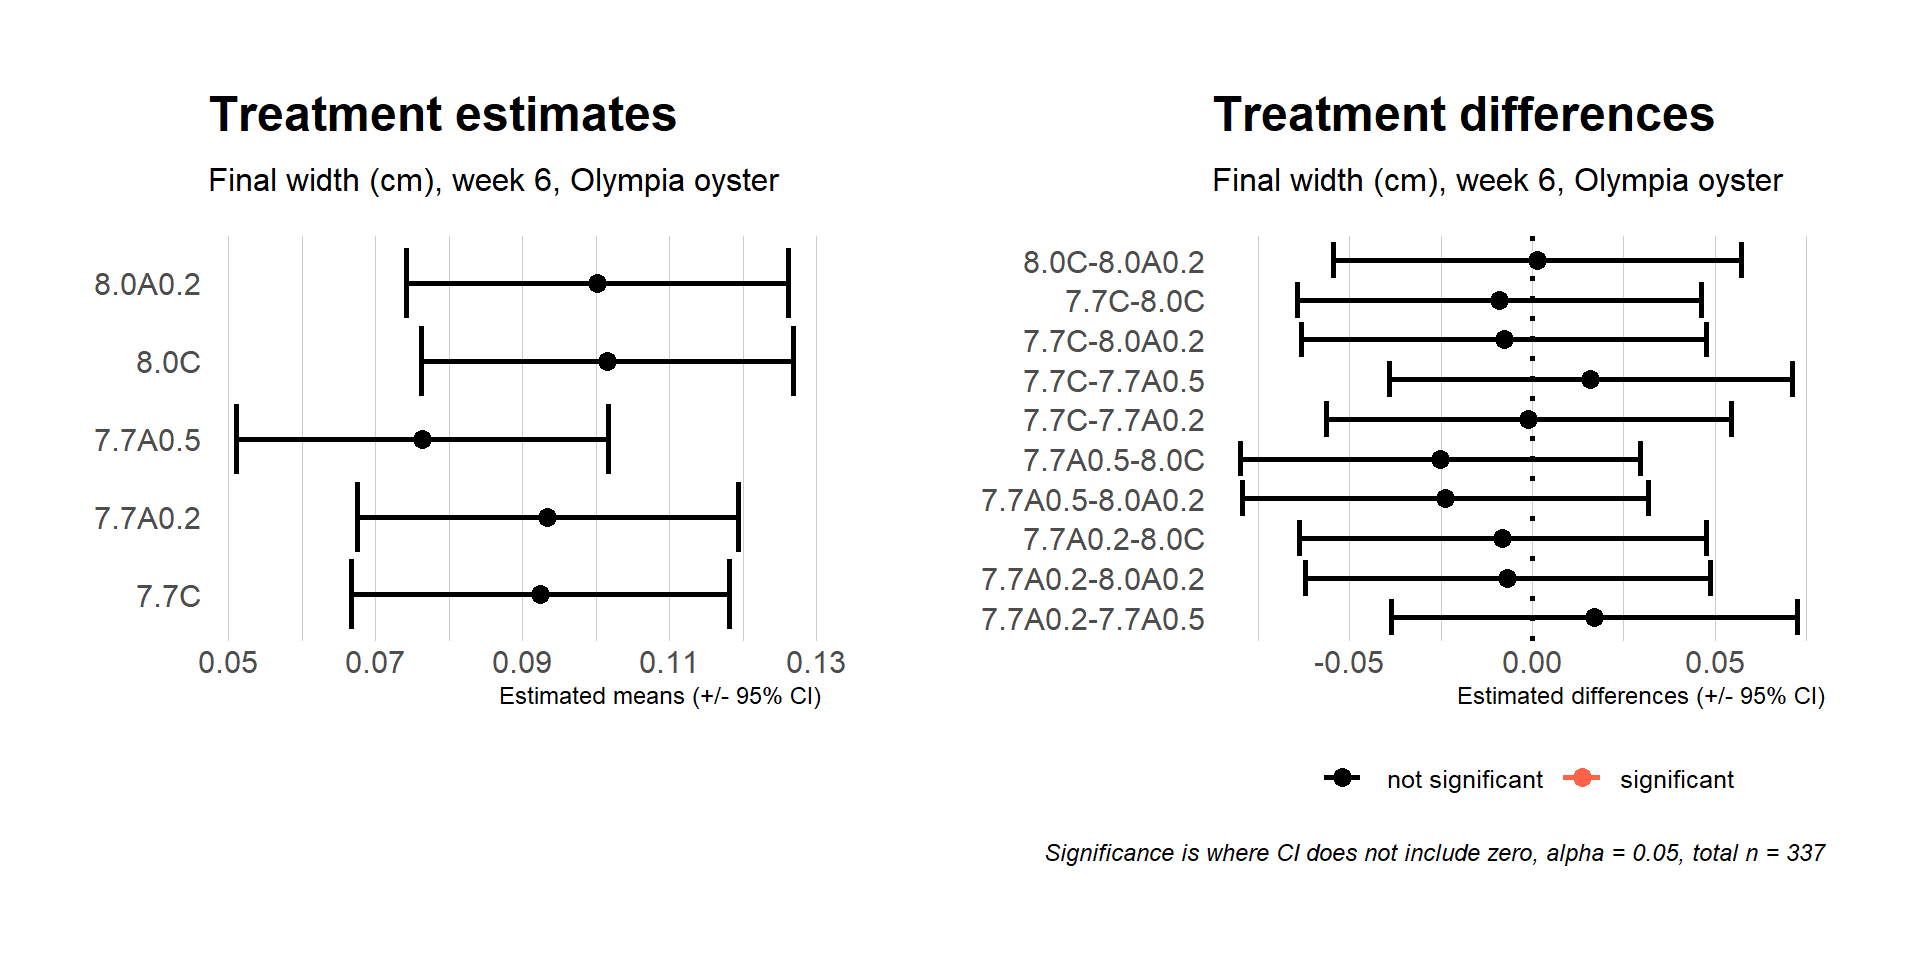 Treatment estimates
Final width (cm), week 6, Olympia oyster
8.0A0.2
8.0C
7.7A0.5
7.7A0.2
7.7C
0.05 0.07 0.09 0.11 0.13
Estimated means (+/- 95% CI)
Treatment differences
Final width (cm), week 6, Olympia oyster
8.0C-8.0A0.2
7.7C-8.0C
7.7C-8.0A0.2
7.7C-7.7A0.5
7.7C-7.7A0.2
7.7A0.5-8.0C
7.7A0.5-8.0A0.2
7.7A0.2-8.0C
7.7A0.2-8.0A0.2
7.7A0.2-7.7A0.5
-0.05 0.00 0.05
Estimated differences (+/- 95% CI)
not significant significant
Significance is where CI does not include zero, alpha = 0.05, total n = 337